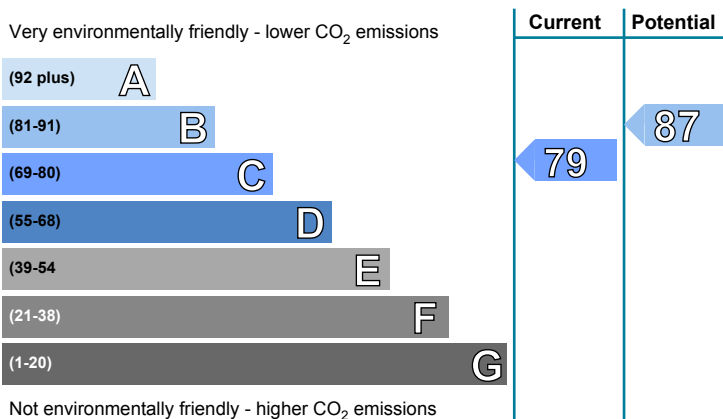 Very environmentally friendly - lower CO2 emissions
Current
Potential
(92 plus) A
(81-91) B
87
(69-80) C
79
(55-68) D
(39-54 E
(21-38) F
(1-20) G
Not environmentally friendly - higher CO2 emissions